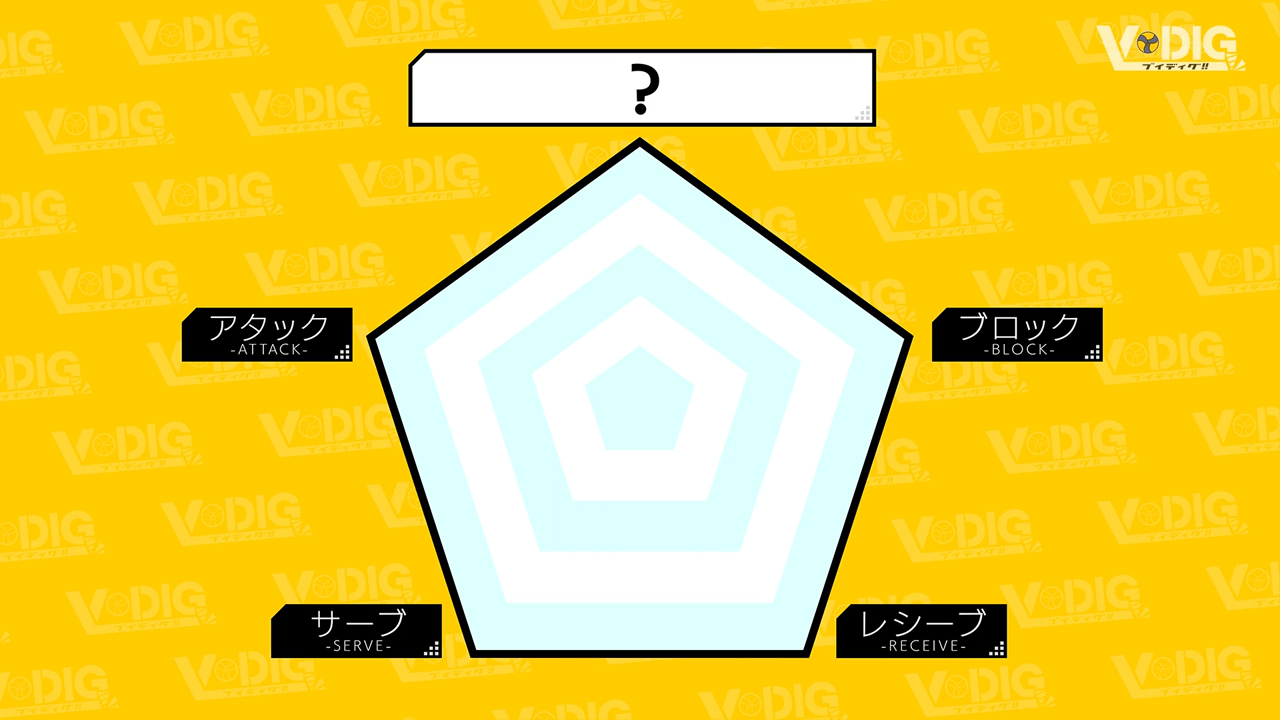 V•DIG
ブイディグ!!
?
アタック
-ATTACK-
ブロック
-BLOCK-
サーブ
-SERVE-
レシーブ
-RECEIVE-